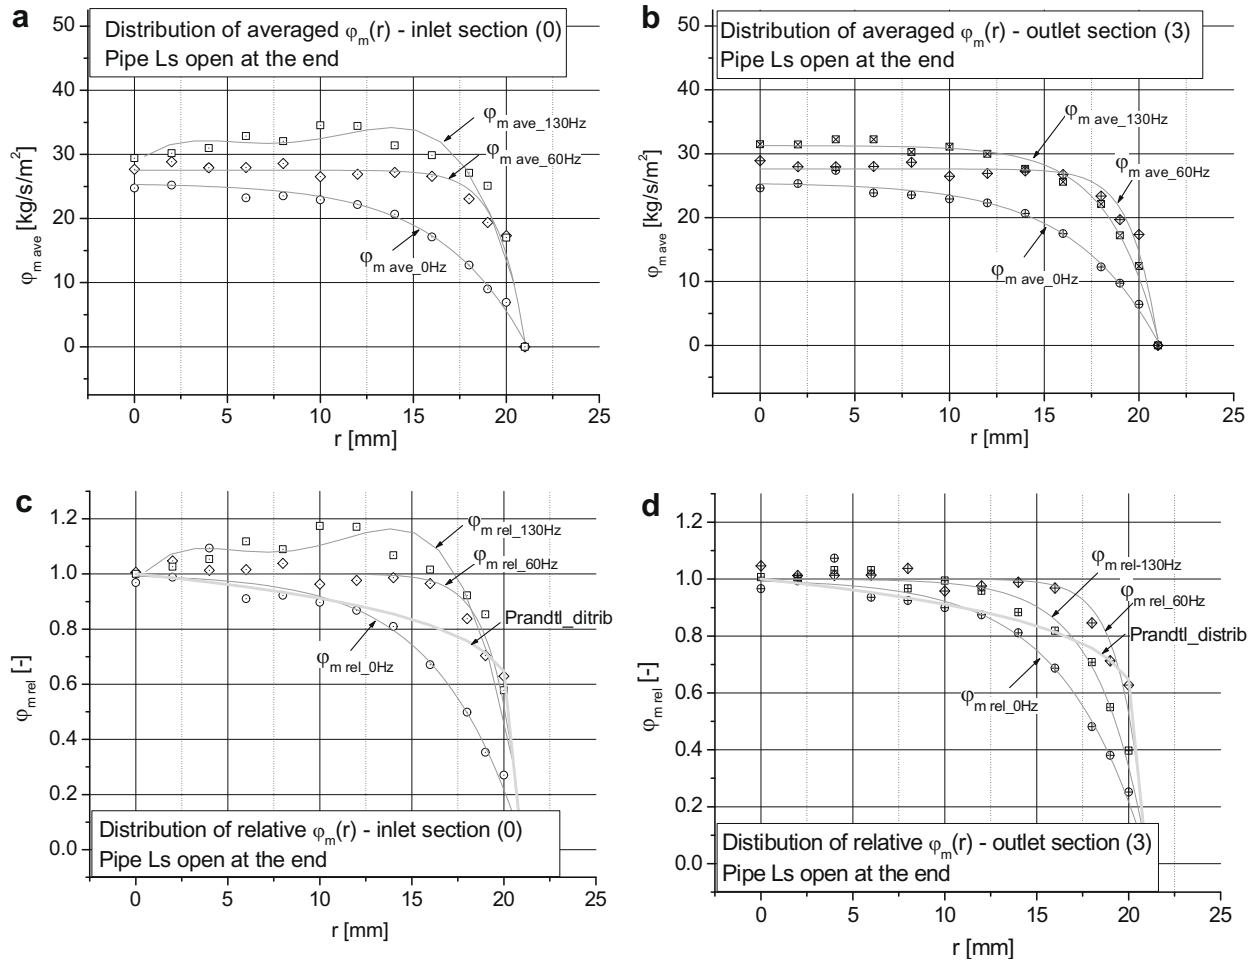 a
Distribution of averaged φm(r) - inlet section (0)
Pipe Ls open at the end
50
40
30
20
10
0
φm ave [kg/s/m²]
φm ave_130Hz
φm ave_60Hz
φm ave_0Hz
0 5 10 15 20 25
r [mm]
b
Distribution of averaged φm(r) - outlet section (3)
Pipe Ls open at the end
50
40
30
20
10
0
φm ave [kg/s/m²]
φm ave_130Hz
φm ave_60Hz
φm ave_0Hz
0 5 10 15 20 25
r [mm]
c
1.2
1.0
0.8
0.6
0.4
0.2
0.0
φm rel [-]
φm rel_130Hz
φm rel_60Hz
Prandtl_ditrib
φm rel_0Hz
Distribution of relative φm(r) - inlet section (0)
Pipe Ls open at the end
0 5 10 15 20 25
r [mm]
d
1.2
1.0
0.8
0.6
0.4
0.2
0.0
φm rel [-]
φm rel-130Hz
φm rel_60Hz
Prandtl_distrib
φm rel_0Hz
Distibution of relative φm(r) - outlet section (3)
Pipe Ls open at the end
0 5 10 15 20 25
r [mm]